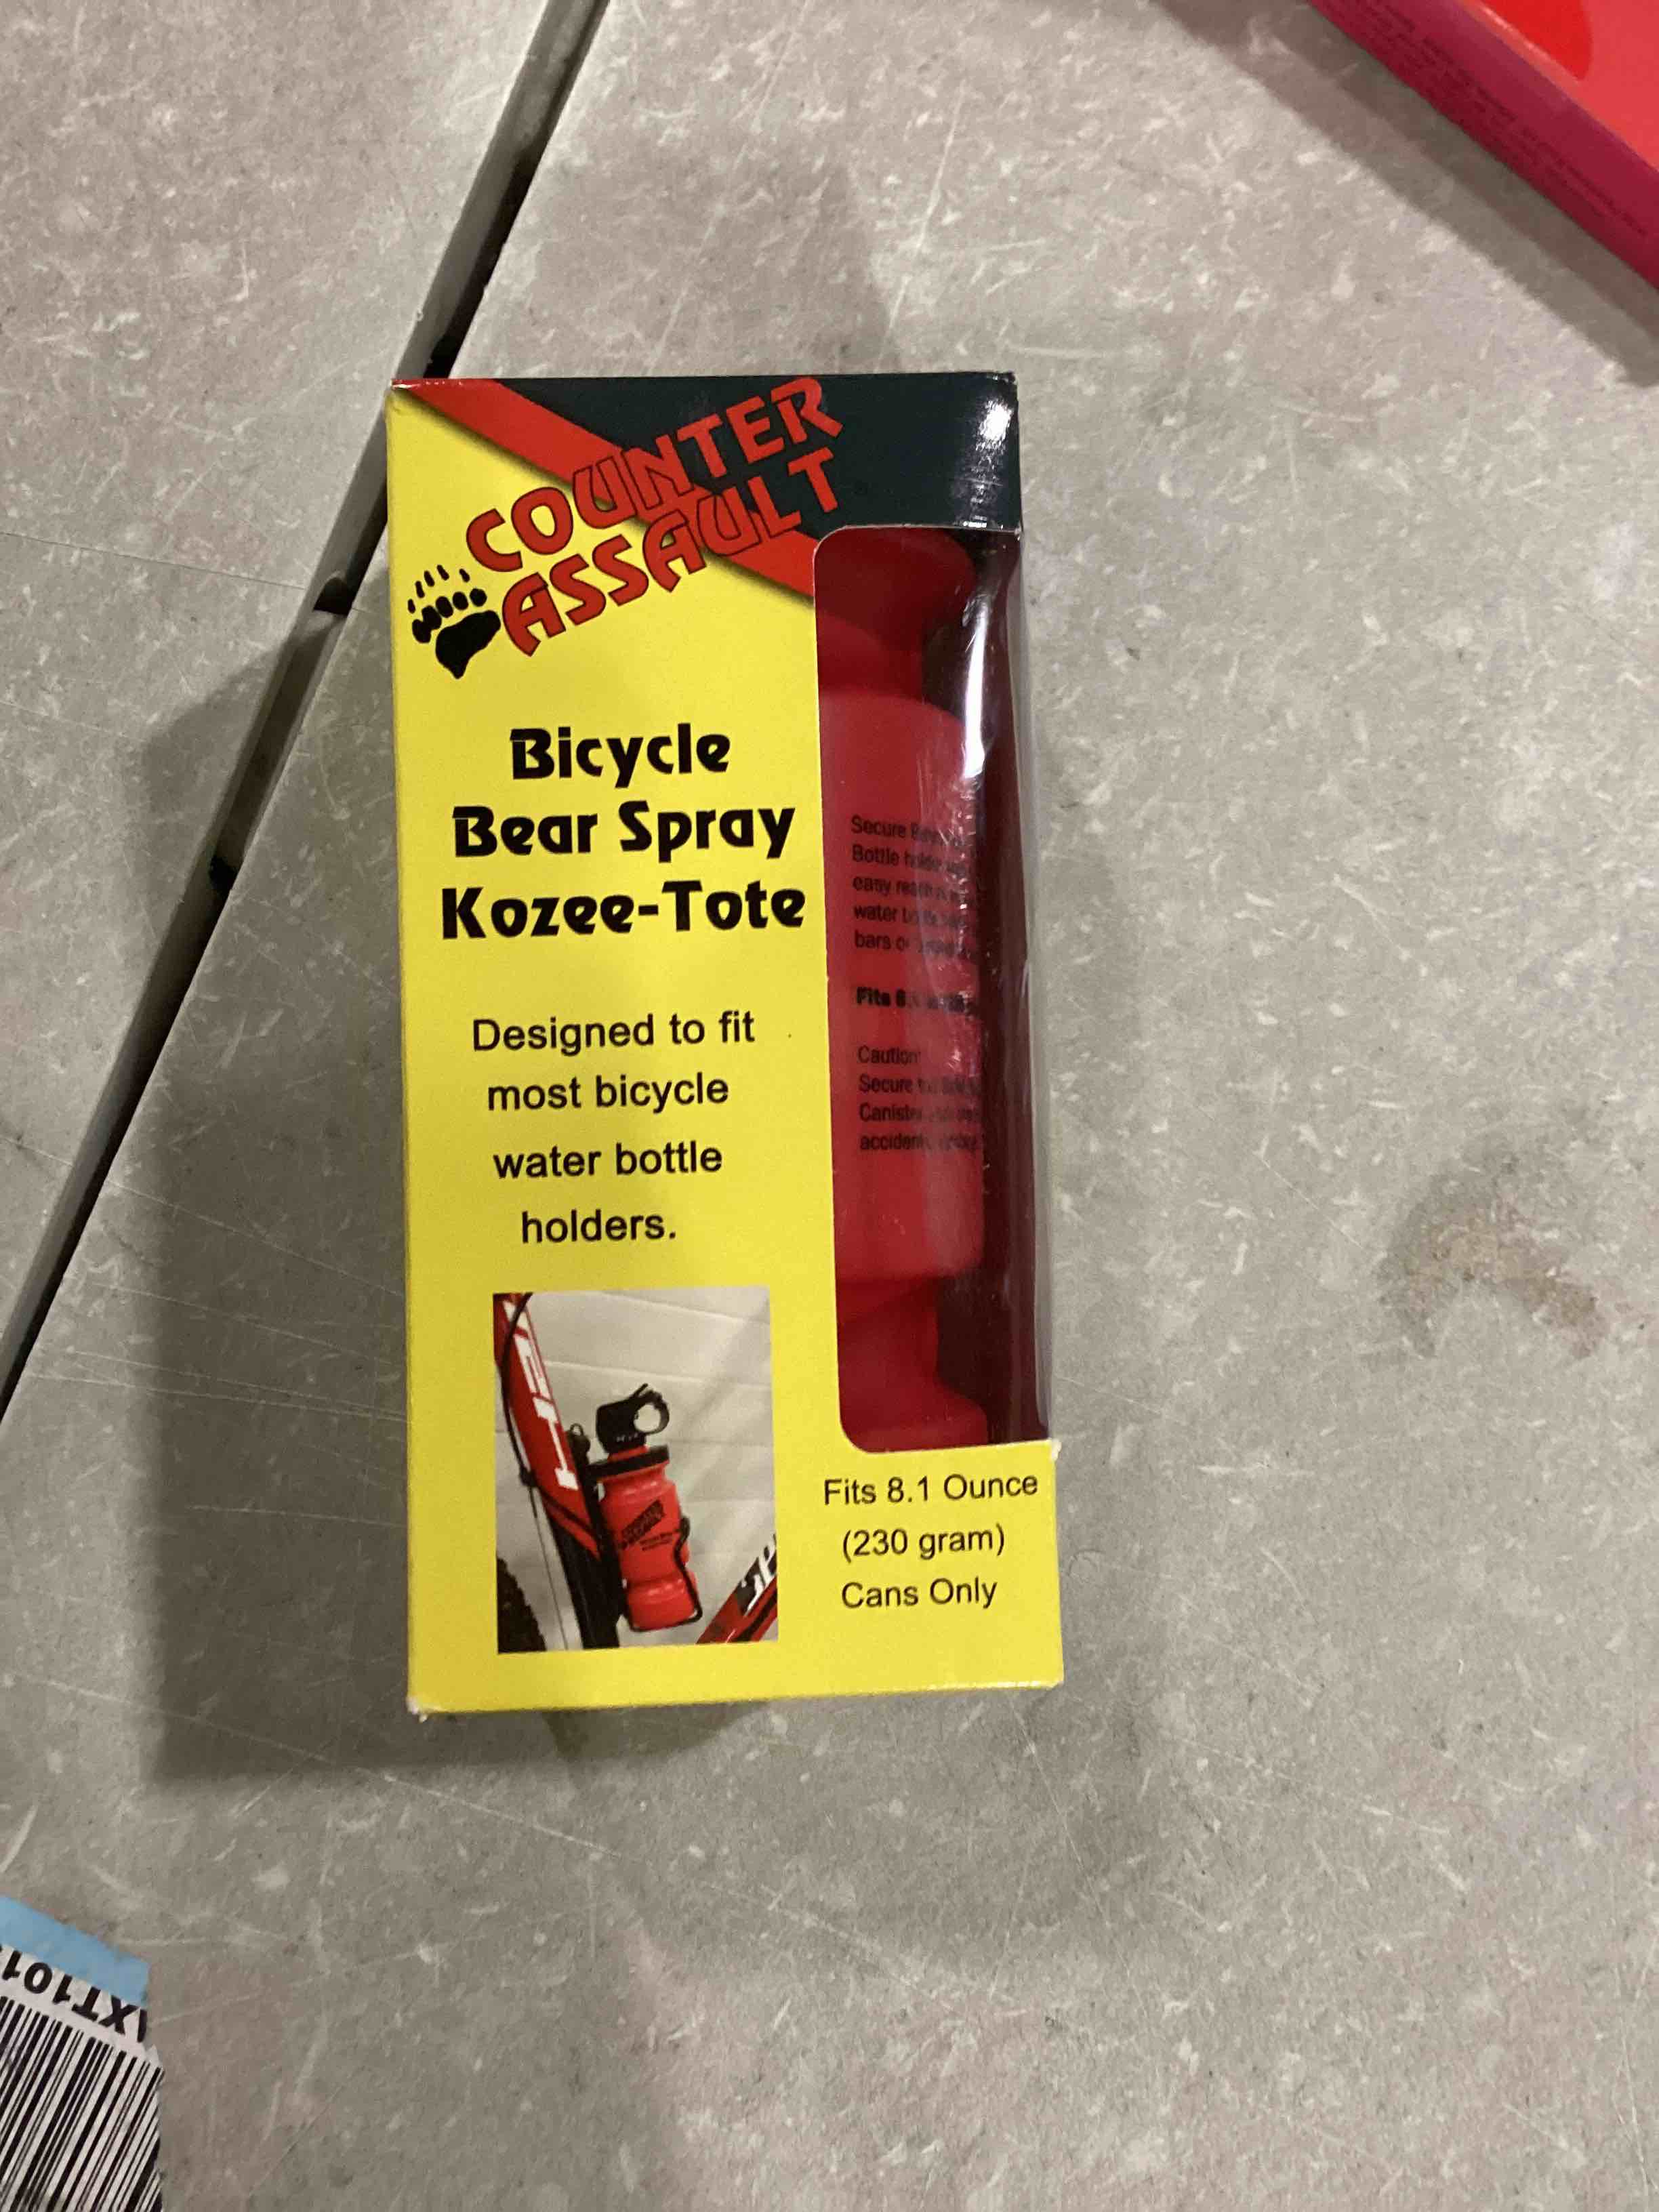 COUNTER
ASSAULT
Bicycle
Bear Spray
Kozee-Tote
Designed to fit
most bicycle
water bottle
holders.
Secure
Bottle
easy
water
bars
Fits
Caution
Secure
Fits 8.1 Ounce
(230 gram)
Cans Only